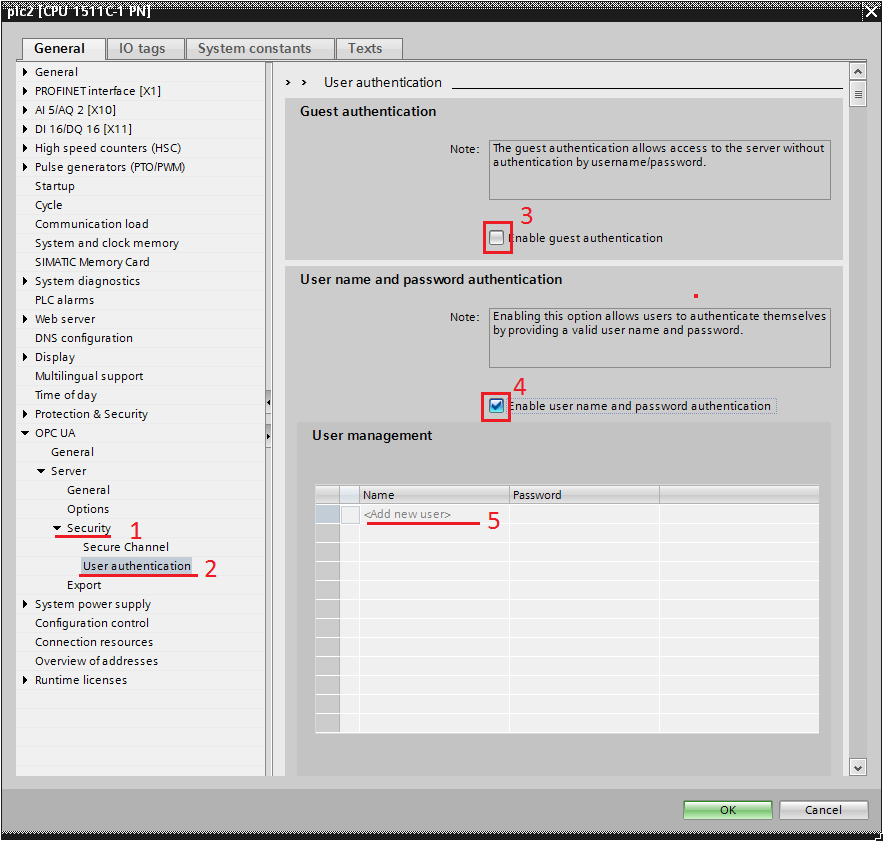 plc2 [CPU 1511C-1 PN]
General IO tags System constants Texts
General
PROFINET interface [X1]
AI 5/AQ 2 [X10]
DI 16/DQ 16 [X11]
High speed counters (HSC)
Pulse generators (PTO/PWM)
Startup
Cycle
Communication load
System and clock memory
SIMATIC Memory Card
System diagnostics
PLC alarms
Web server
DNS configuration
Display
Multilingual support
Time of day
Protection & Security
OPC UA
General
Server
General
Options
Security 1
Secure Channel
User authentication 2
Export
System power supply
Configuration control
Connection resources
Overview of addresses
Runtime licenses
> > User authentication
Guest authentication
Note: The guest authentication allows access to the server without
authentication by username/password.
3
Enable guest authentication
User name and password authentication
Note: Enabling this option allows users to authenticate themselves
by providing a valid user name and password.
4
Enable user name and password authentication
User management
Name Password
<Add new user> 5
OK Cancel